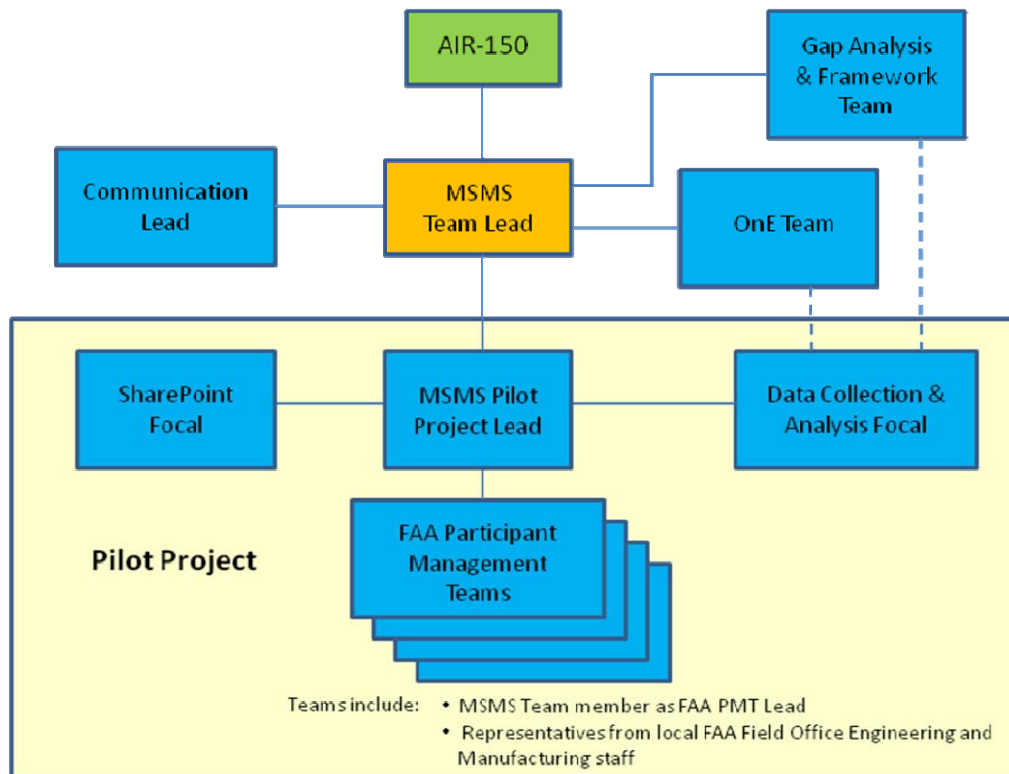 AIR-150
Gap Analysis
& Framework
Team
Communication
Lead
MSMS
Team Lead
OnE Team
SharePoint
Focal
MSMS Pilot
Project Lead
Data Collection &
Analysis Focal
FAA Participant
Management
Teams
Pilot Project
Teams include: • MSMS Team member as FAA PMT Lead
• Representatives from local FAA Field Office Engineering and
Manufacturing staff